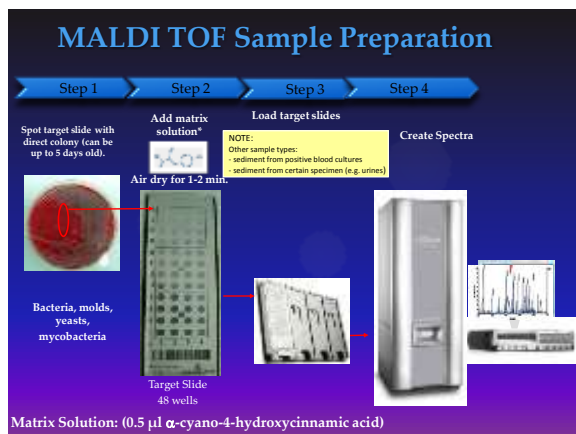 MALDI TOF Sample Preparation
Step 1
Step 2
Step 3
Step 4
Spot target slide with
direct colony (can be
up to 5 days old).
Add matrix
solution*
Air dry for 1-2 min.
Load target slides
NOTE:
Other sample types:
- sediment from positive blood cultures
- sediment from certain specimen (e.g. urines)
Create Spectra
Bacteria, molds,
yeasts,
mycobacteria
Target Slide
48 wells
Matrix Solution: (0.5 µl α-cyano-4-hydroxycinnamic acid)